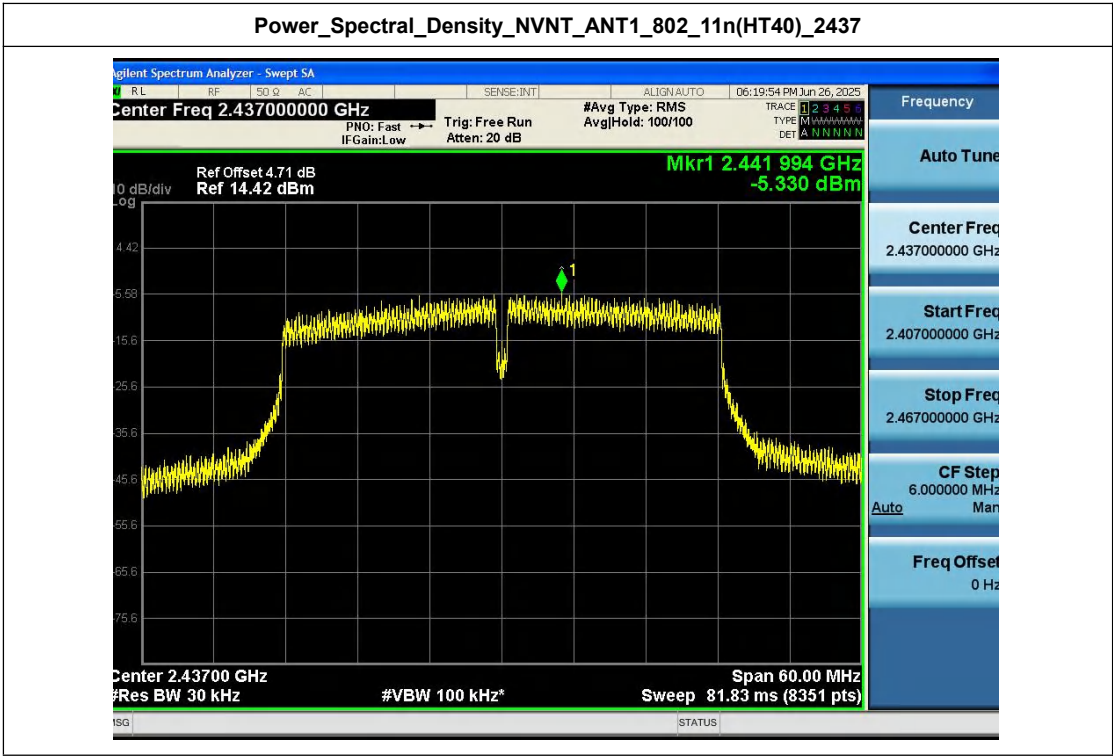 Power_Spectral_Density_NVNT_ANT1_802_11n(HT40)_2437
Agilent Spectrum Analyzer - Swept SA
RL RF 50 Ω AC SENSE:INT ALIGN AUTO 06:19:54 PM Jun 26, 2025
Center Freq 2.437000000 GHz
PNO: Fast
IFGain:Low
Trig: Free Run
Atten: 20 dB
#Avg Type: RMS
Avg|Hold: 100/100
TRACE 1 2 3 4 5 6
TYPE M WWWWW
DET A N N N N N
Mkr1 2.441 994 GHz
-5.330 dBm
Ref Offset 4.71 dB
10 dB/div Ref 14.42 dBm
Log
4.42
-5.58
-15.6
-25.6
-35.6
-45.6
-55.6
-65.6
-75.6
1
Center 2.43700 GHz Span 60.00 MHz
#Res BW 30 kHz #VBW 100 kHz* Sweep 81.83 ms (8351 pts)
MSG STATUS
Frequency
Auto Tune
Center Freq
2.437000000 GHz
Start Freq
2.407000000 GHz
Stop Freq
2.467000000 GHz
CF Step
6.000000 MHz
Auto Man
Freq Offset
0 Hz